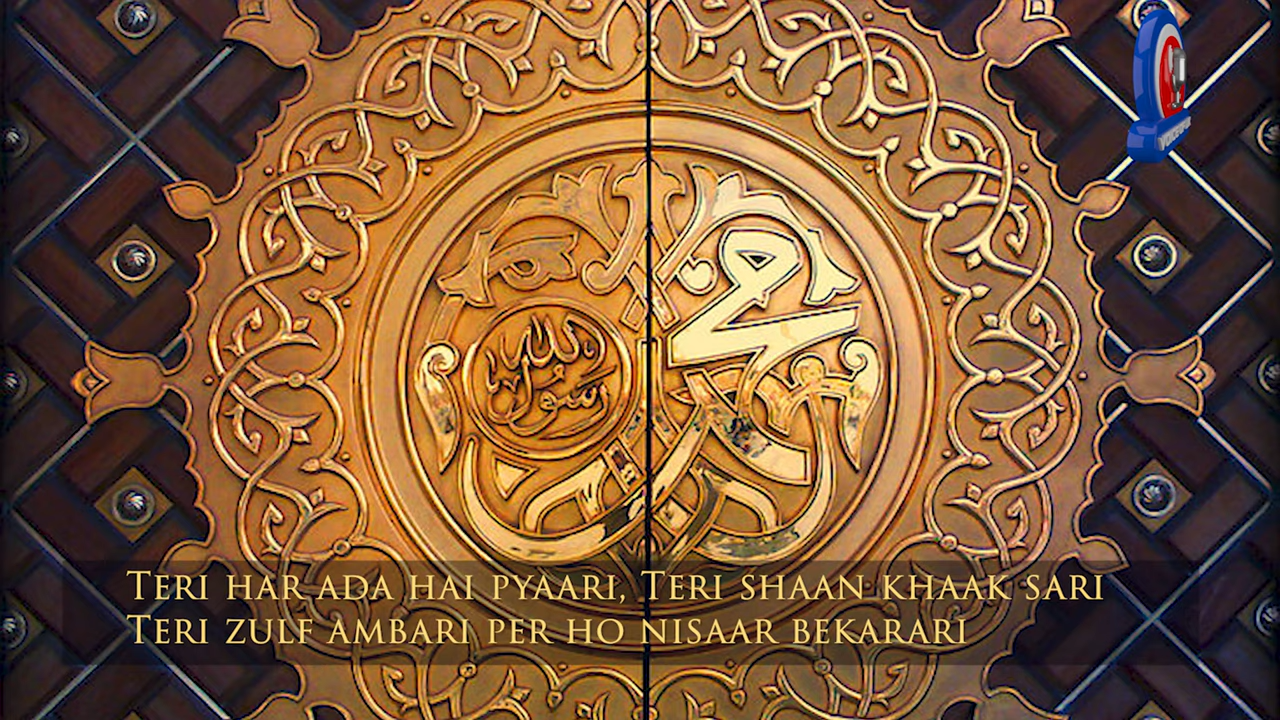 محمد
رسول الله
Teri har ada hai pyaari, Teri shaan khaak sari
Teri zulf ambari per ho nisaar bekarari